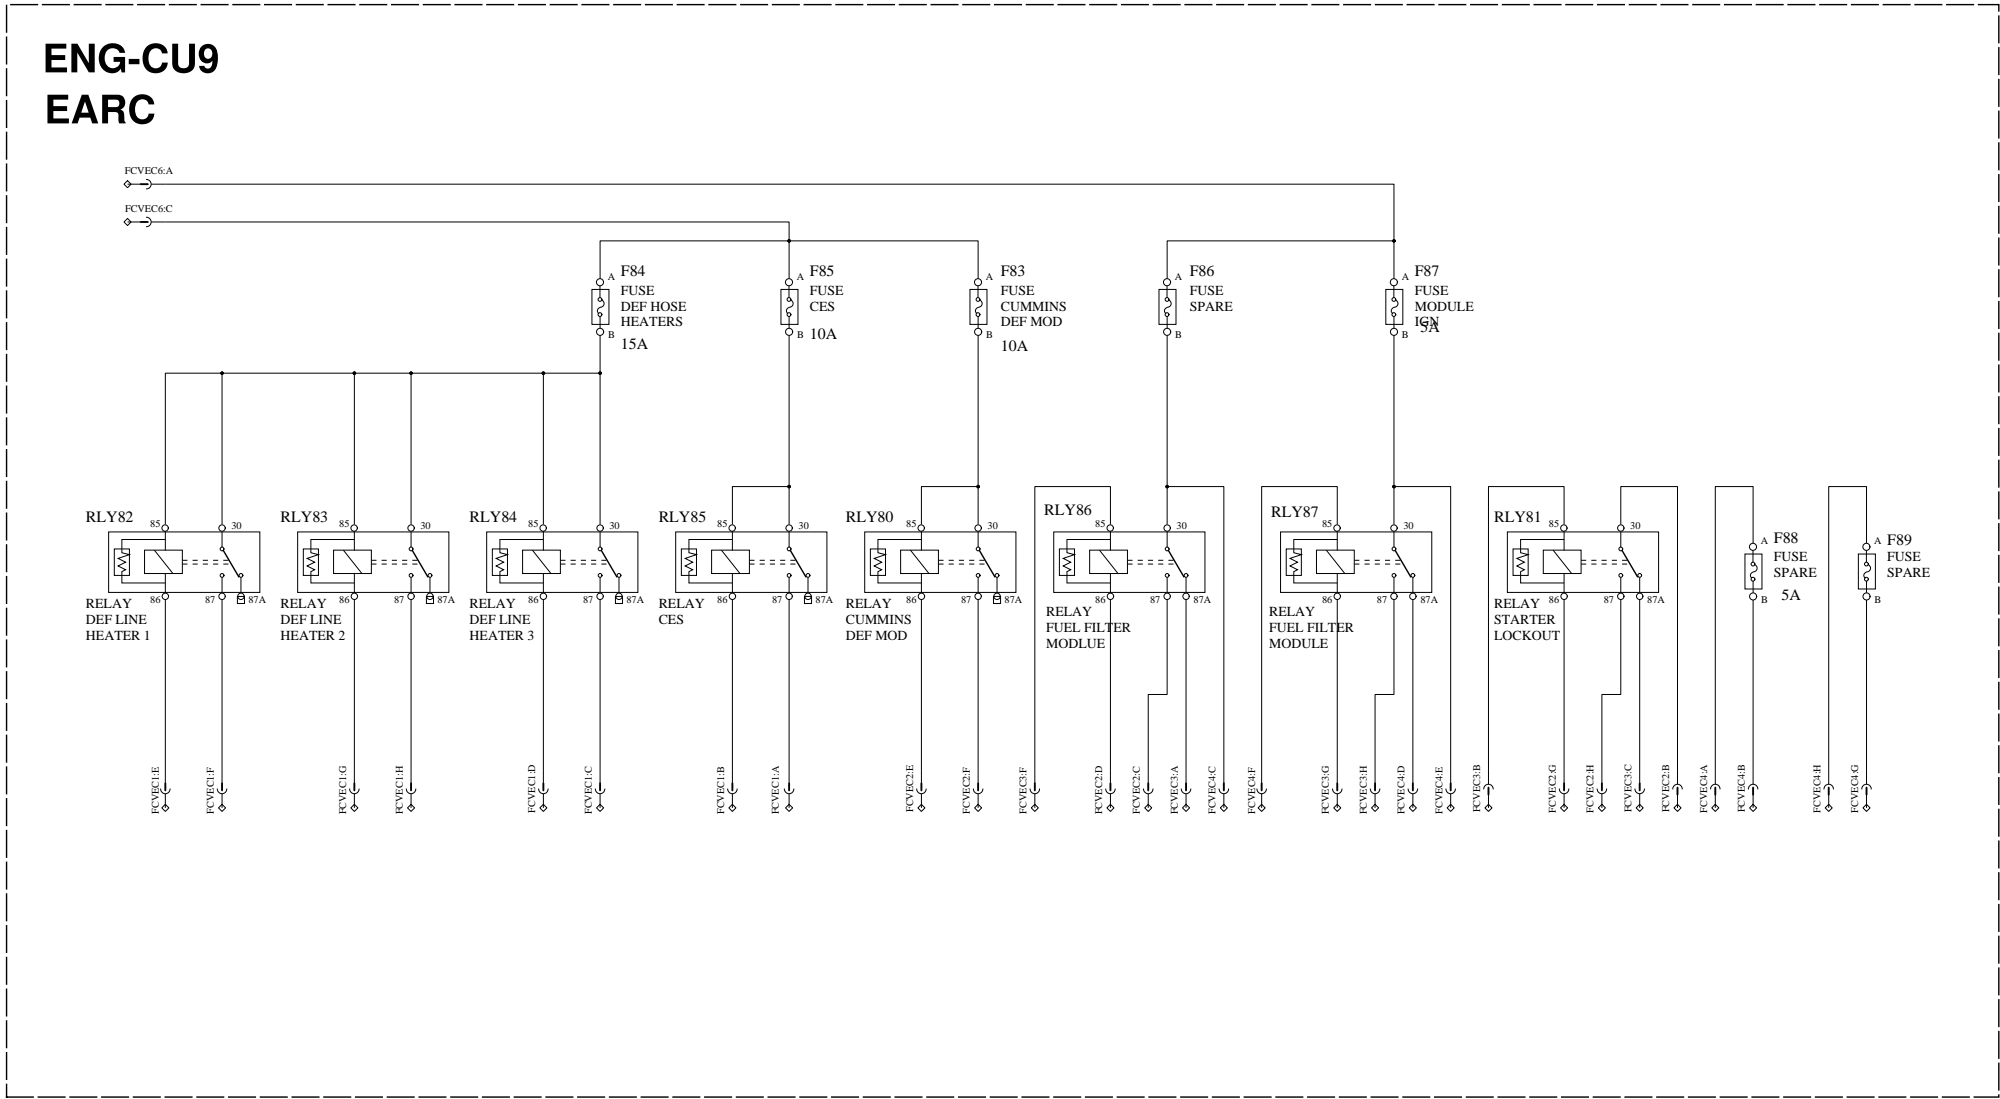 ENG-CU9
EARC
FCVEC6:A
FCVEC6:C
A
F84
FUSE
DEF HOSE
HEATERS
B
15A
A
F85
FUSE
CES
B
10A
A
F83
FUSE
CUMMINS
DEF MOD
B
10A
A
F86
FUSE
SPARE
B
A
F87
FUSE
MODULE
IGN
5A
B
RLY82
85
30
86
87
87A
RELAY
DEF LINE
HEATER 1
RLY83
85
30
86
87
87A
RELAY
DEF LINE
HEATER 2
RLY84
85
30
86
87
87A
RELAY
DEF LINE
HEATER 3
RLY85
85
30
86
87
87A
RELAY
CES
RLY80
85
30
86
87
87A
RELAY
CUMMINS
DEF MOD
RLY86
85
30
86
87
87A
RELAY
FUEL FILTER
MODLUE
RLY87
85
30
86
87
87A
RELAY
FUEL FILTER
MODULE
RLY81
85
30
86
87
87A
RELAY
STARTER
LOCKOUT
A
F88
FUSE
SPARE
5A
B
A
F89
FUSE
SPARE
B
FCVEC1:E
FCVEC1:F
FCVEC1:G
FCVEC1:H
FCVEC1:D
FCVEC1:C
FCVEC1:B
FCVEC1:A
FCVEC2:E
FCVEC2:F
FCVEC3:F
FCVEC2:D
FCVEC2:C
FCVEC3:A
FCVEC4:C
FCVEC4:F
FCVEC3:G
FCVEC3:H
FCVEC4:D
FCVEC4:E
FCVEC3:B
FCVEC2:G
FCVEC2:H
FCVEC3:C
FCVEC2:B
FCVEC4:A
FCVEC4:B
FCVEC4:H
FCVEC4:G